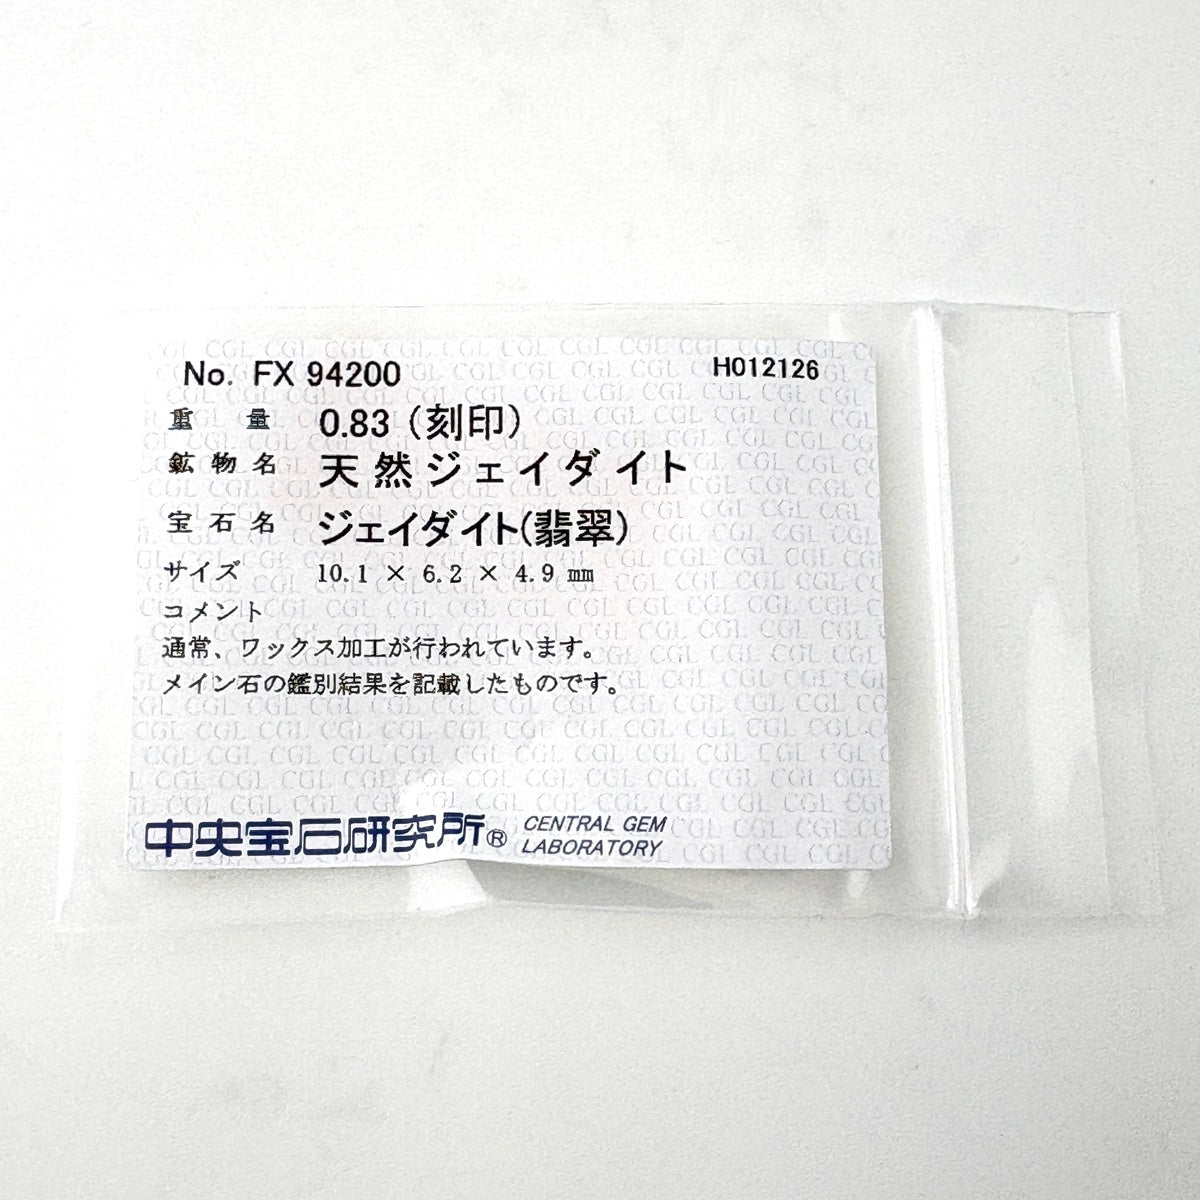 No. FX 94200 H012126
重量 0.83 (刻印)
鉱物名 天然ジェイダイト
宝石名 ジェイダイト(翡翠)
サイズ 10.1 × 6.2 × 4.9 ㎜
コメント
通常、ワックス加工が行われています。
メイン石の鑑別結果を記載したものです。
中央宝石研究所® CENTRAL GEM
LABORATORY